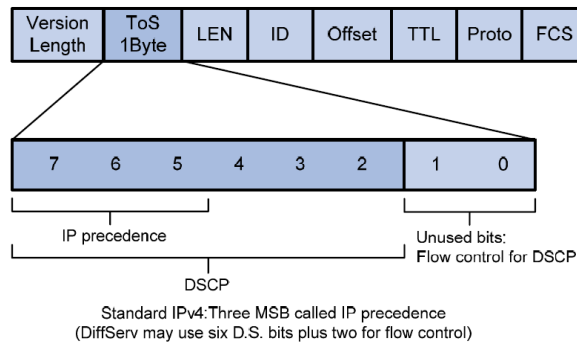 Version Length
ToS 1Byte
LEN
ID
Offset
TTL
Proto
FCS
7 6 5 4 3 2 1 0
IP precedence
Unused bits:
Flow control for DSCP
DSCP
Standard IPv4:Three MSB called IP precedence
(DiffServ may use six D.S. bits plus two for flow control)